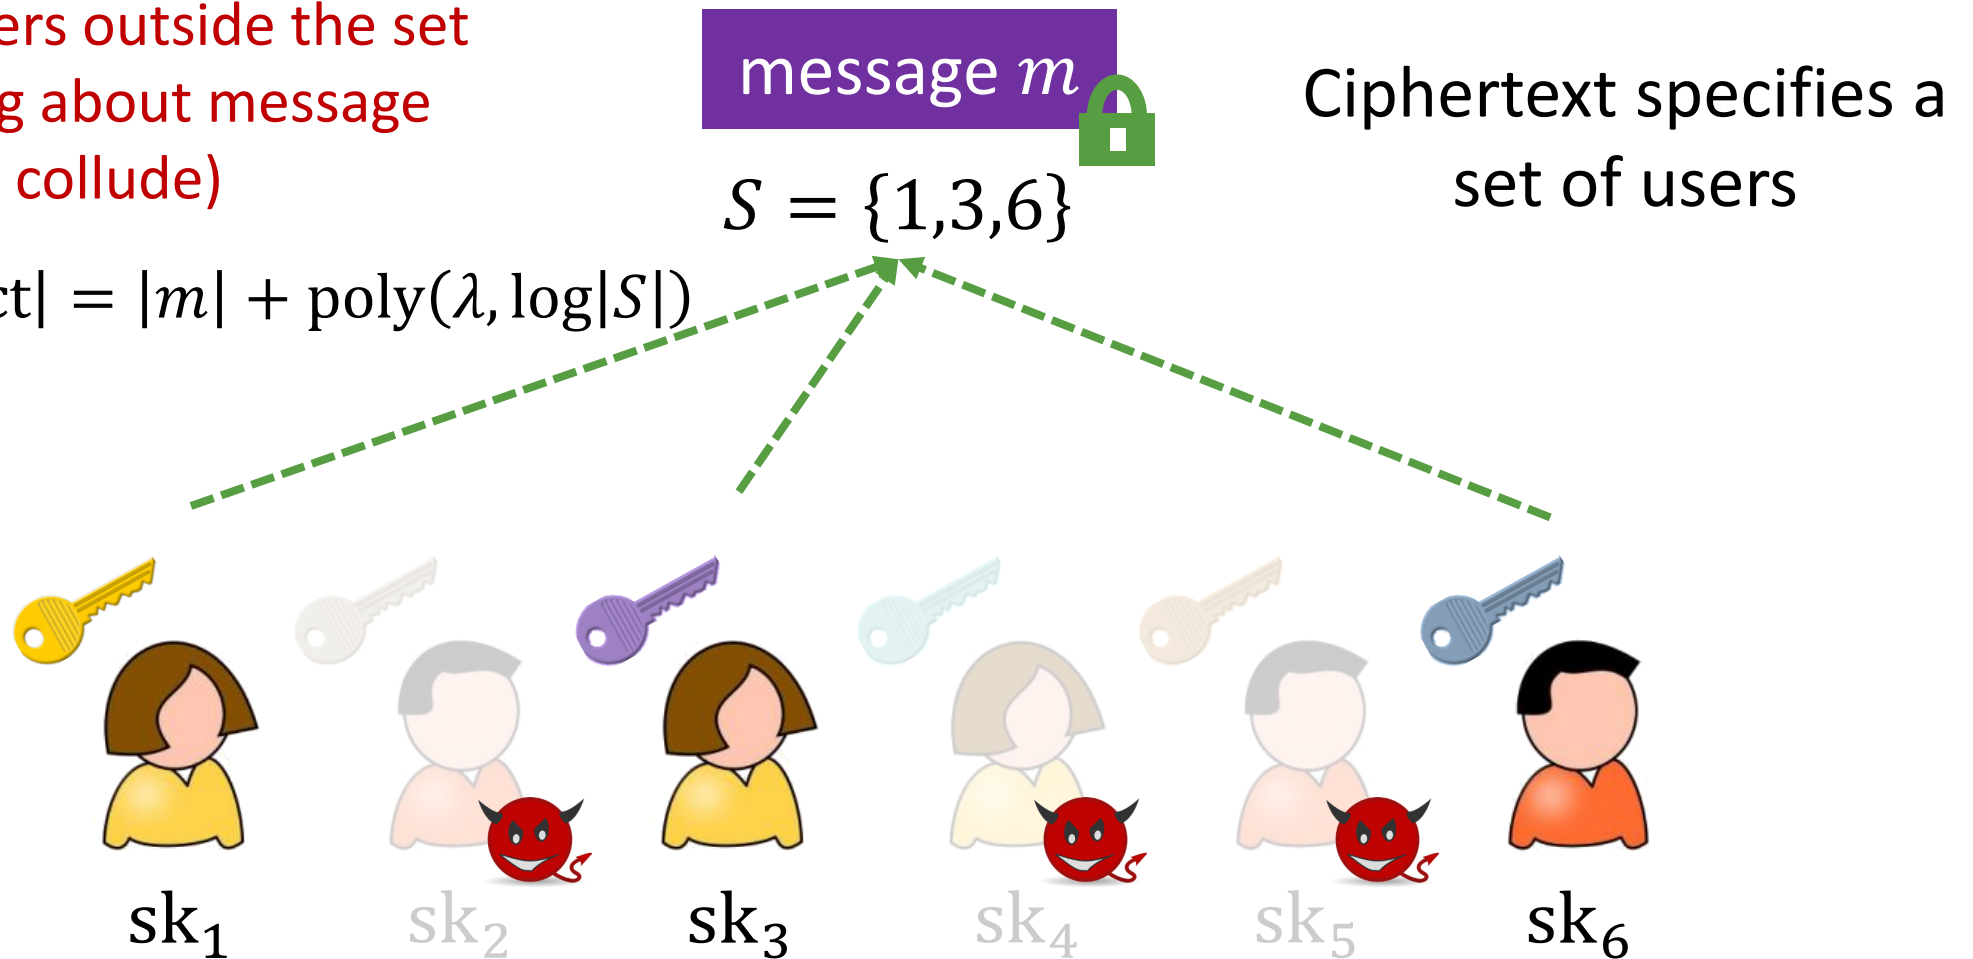 ers outside the set
g about message
collude)
message m
S = {1,3,6}
Ciphertext specifies a
set of users
ct| = |m| + poly(λ, log|S|)
sk₁ sk₂ sk₃ sk₄ sk₅ sk₆